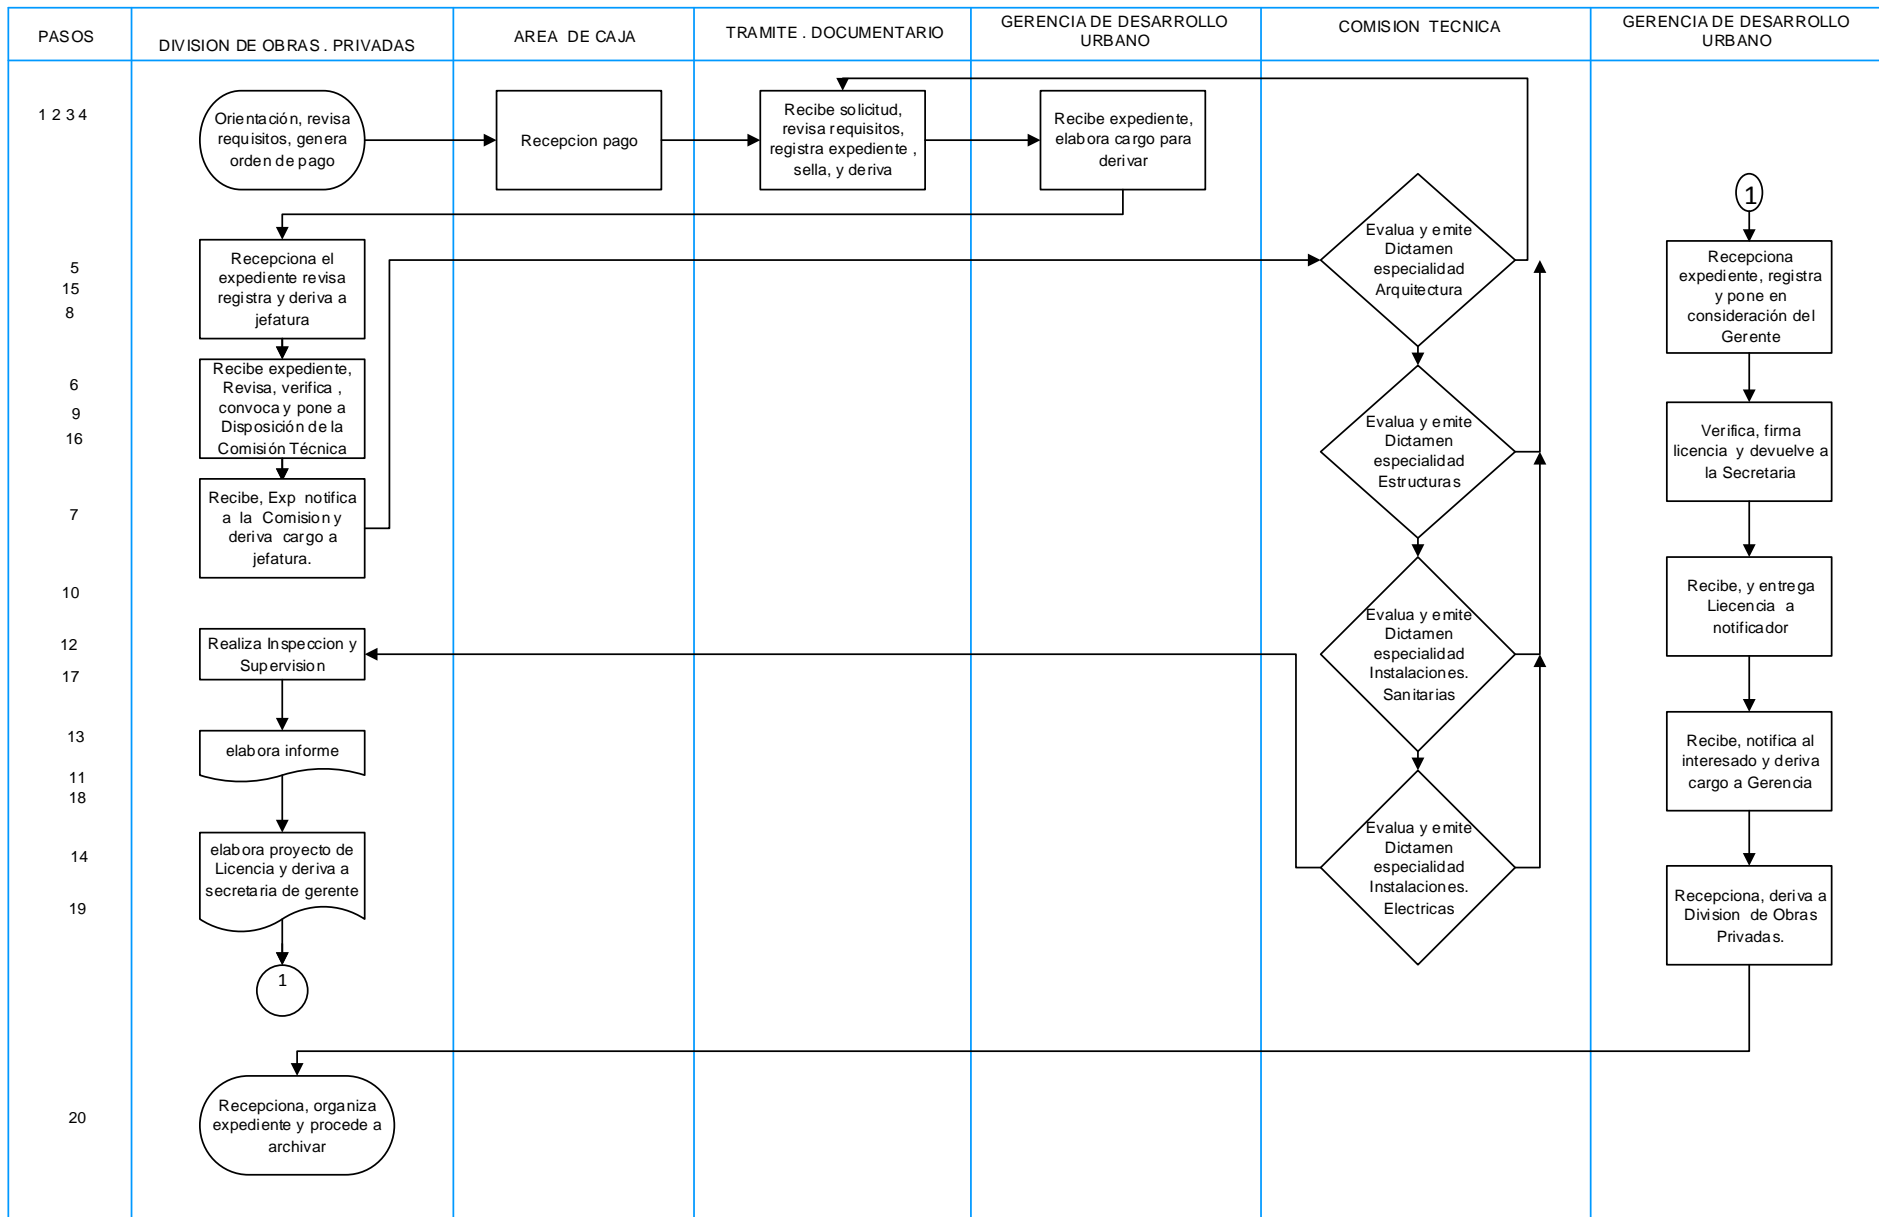 PASOS
DIVISION DE OBRAS . PRIVADAS
AREA DE CAJA
TRAMITE . DOCUMENTARIO
GERENCIA DE DESARROLLO
URBANO
COMISION TECNICA
GERENCIA DE DESARROLLO
URBANO
1 2 3 4
Orientación, revisa
requisitos, genera
orden de pago
Recepcion pago
Recibe solicitud,
revisa requisitos,
registra expediente ,
sella, y deriva
Recibe expediente,
elabora cargo para
derivar
5
15
8
Recepciona el
expediente revisa
registra y deriva a
jefatura
6
9
16
Recibe expediente,
Revisa, verifica ,
convoca y pone a
Disposición de la
Comisión Técnica
7
Recibe, Exp notifica
a la Comision y
deriva cargo a
jefatura.
10
12
17
Realiza Inspeccion y
Supervision
13
elabora informe
11
18
14
19
elabora proyecto de
Licencia y deriva a
secretaria de gerente
1
20
Recepciona, organiza
expediente y procede a
archivar
Evalua y emite
Dictamen
especialidad
Arquitectura
Evalua y emite
Dictamen
especialidad
Estructuras
Evalua y emite
Dictamen
especialidad
Instalaciones.
Sanitarias
Evalua y emite
Dictamen
especialidad
Instalaciones.
Electricas
1
Recepciona
expediente, registra
y pone en
consideración del
Gerente
Verifica, firma
licencia y devuelve a
la Secretaria
Recibe, y entrega
Liecencia a
notificador
Recibe, notifica al
interesado y deriva
cargo a Gerencia
Recepciona, deriva a
Division de Obras
Privadas.